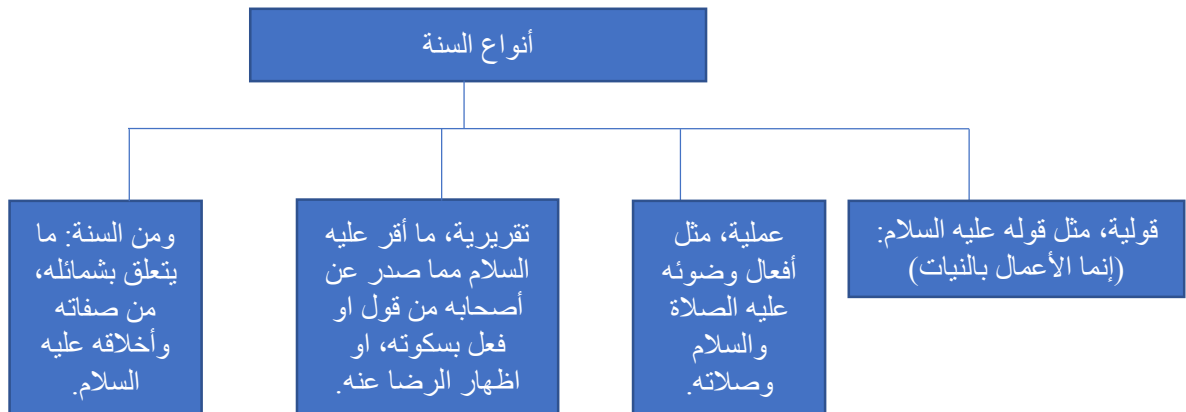 أنواع السنة
قولية، مثل قوله عليه السلام:
(إنما الأعمال بالنيات)
عملية، مثل
أفعال وضوئه
عليه الصلاة
والسلام
وصلاته.
تقريرية، ما أقر عليه
السلام مما صدر عن
أصحابه من قول او
فعل بسكوته، او
اظهار الرضا عنه.
ومن السنة: ما
يتعلق بشمائله،
من صفاته
وأخلاقه عليه
السلام.